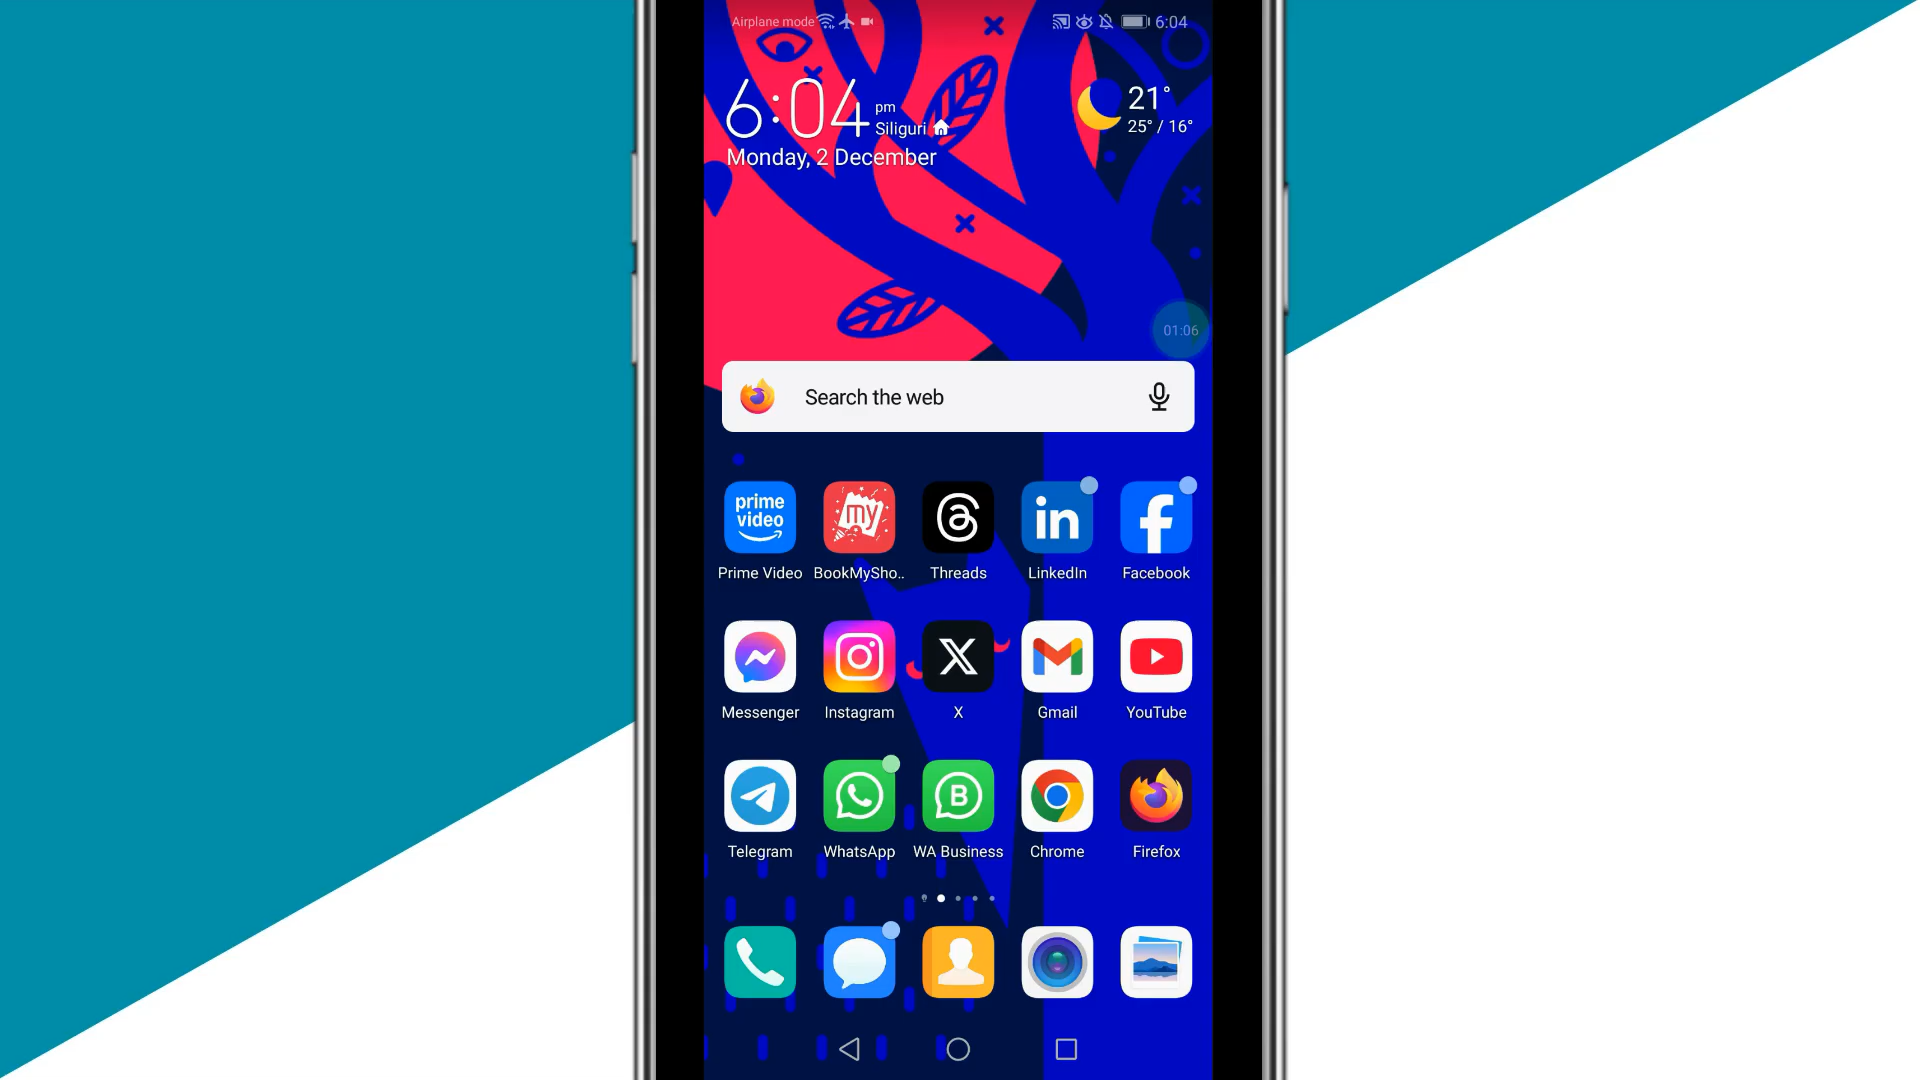 Airplane mode
6:04
6:04 pm
Siliguri
Monday, 2 December
21°
25° / 16°
01:06
Search the web
prime video
my
in
Prime Video
BookMySho..
Threads
LinkedIn
Facebook
Messenger
Instagram
X
Gmail
YouTube
B
Telegram
WhatsApp
WA Business
Chrome
Firefox